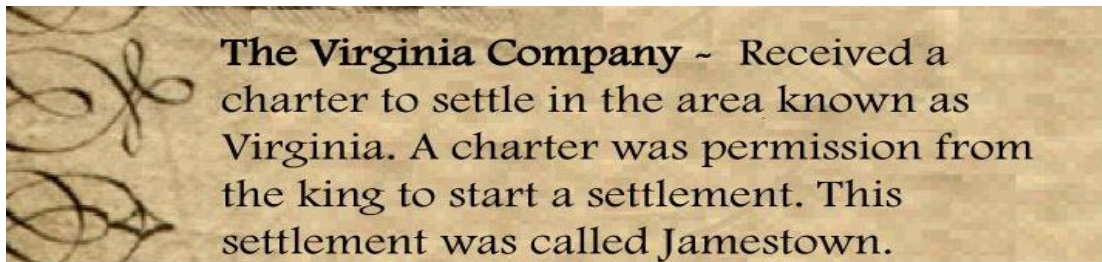 The Virginia Company ~ Received a
charter to settle in the area known as
Virginia. A charter was permission from
the king to start a settlement. This
settlement was called Jamestown.